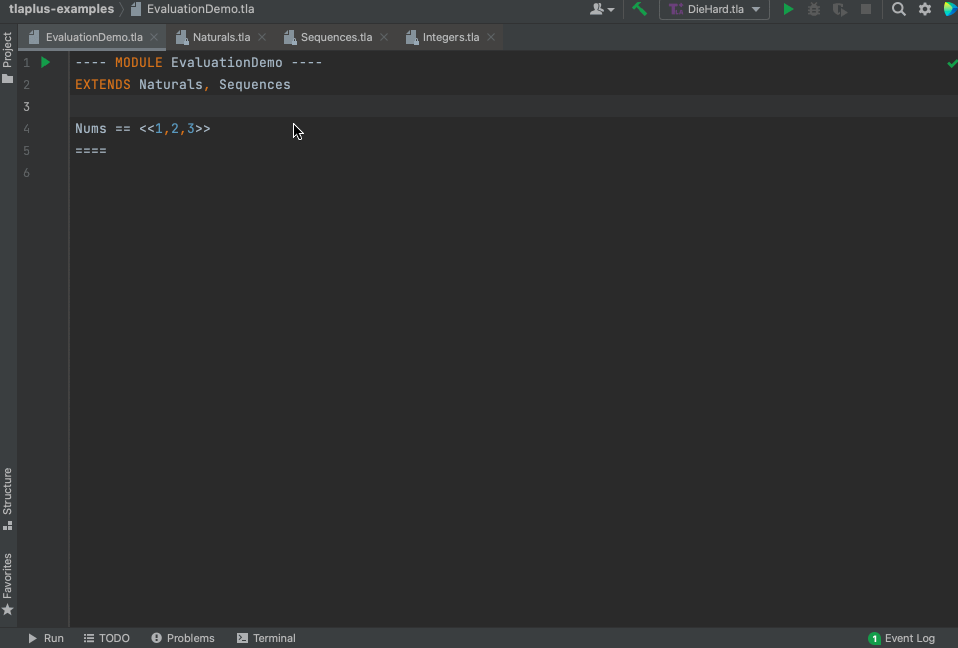 tlaplus-examples EvaluationDemo.tla DieHard.tla
EvaluationDemo.tla Naturals.tla Sequences.tla Integers.tla
Project
1 ---- MODULE EvaluationDemo ----
2 EXTENDS Naturals, Sequences
3
4 Nums == <<1,2,3>>
5 ====
6
Structure
Favorites
Run TODO Problems Terminal 1 Event Log